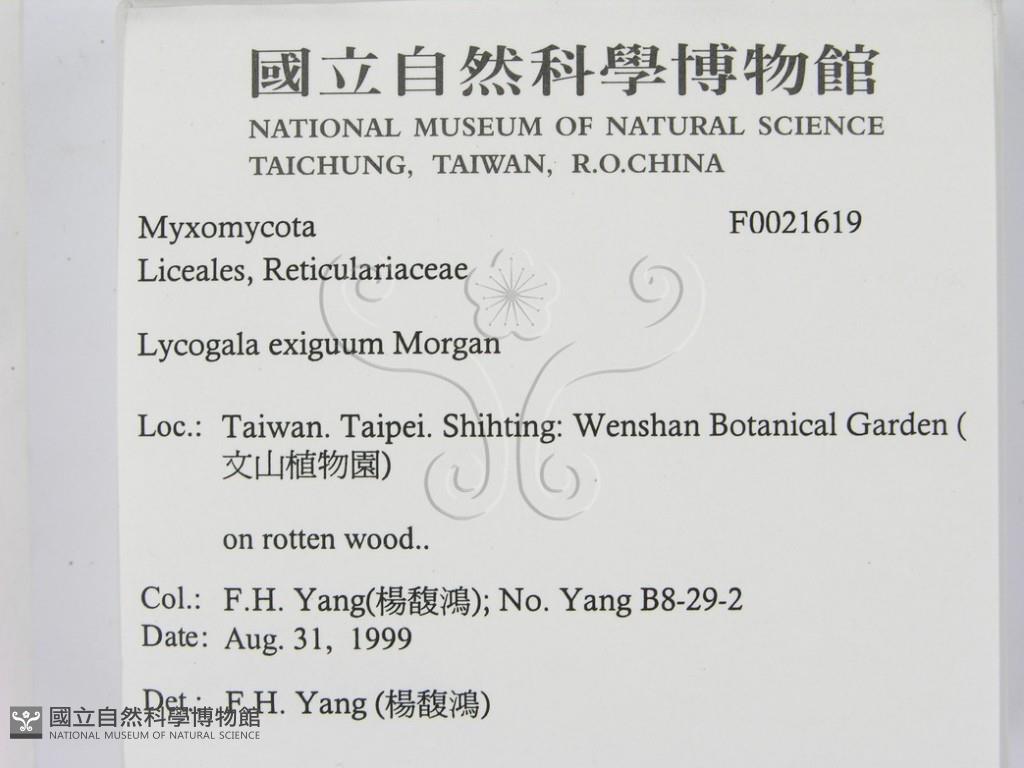 國立自然科學博物館
NATIONAL MUSEUM OF NATURAL SCIENCE
TAICHUNG, TAIWAN, R.O.CHINA
Myxomycota F0021619
Liceales, Reticulariaceae
Lycogala exiguum Morgan
Loc.: Taiwan. Taipei. Shihting: Wenshan Botanical Garden (
文山植物園)
on rotten wood..
Col.: F.H. Yang(楊馥鴻); No. Yang B8-29-2
Date: Aug. 31, 1999
Det.: F.H. Yang (楊馥鴻)
國立自然科學博物館
NATIONAL MUSEUM OF NATURAL SCIENCE